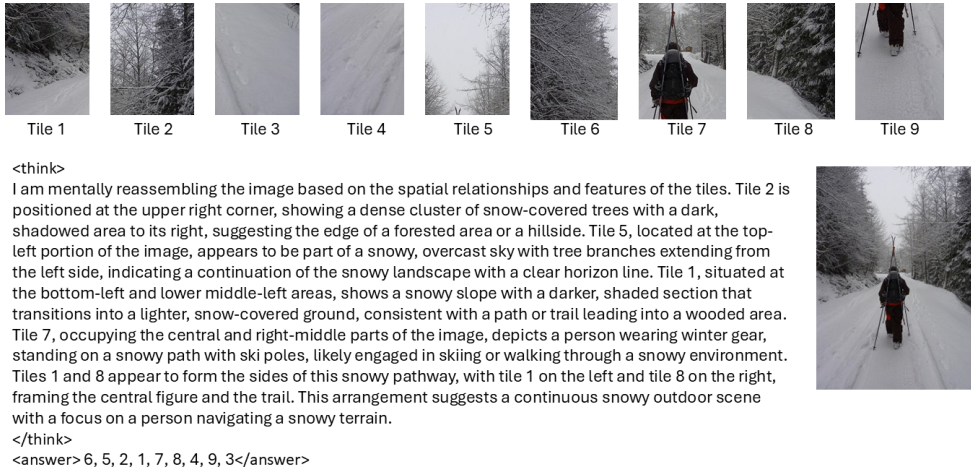 Tile 1
Tile 2
Tile 3
Tile 4
Tile 5
Tile 6
Tile 7
Tile 8
Tile 9
<think>
I am mentally reassembling the image based on the spatial relationships and features of the tiles. Tile 2 is
positioned at the upper right corner, showing a dense cluster of snow-covered trees with a dark,
shadowed area to its right, suggesting the edge of a forested area or a hillside. Tile 5, located at the top-
left portion of the image, appears to be part of a snowy, overcast sky with tree branches extending from
the left side, indicating a continuation of the snowy landscape with a clear horizon line. Tile 1, situated at
the bottom-left and lower middle-left areas, shows a snowy slope with a darker, shaded section that
transitions into a lighter, snow-covered ground, consistent with a path or trail leading into a wooded area.
Tile 7, occupying the central and right-middle parts of the image, depicts a person wearing winter gear,
standing on a snowy path with ski poles, likely engaged in skiing or walking through a snowy environment.
Tiles 1 and 8 appear to form the sides of this snowy pathway, with tile 1 on the left and tile 8 on the right,
framing the central figure and the trail. This arrangement suggests a continuous snowy outdoor scene
with a focus on a person navigating a snowy terrain.
</think>
<answer> 6, 5, 2, 1, 7, 8, 4, 9, 3</answer>